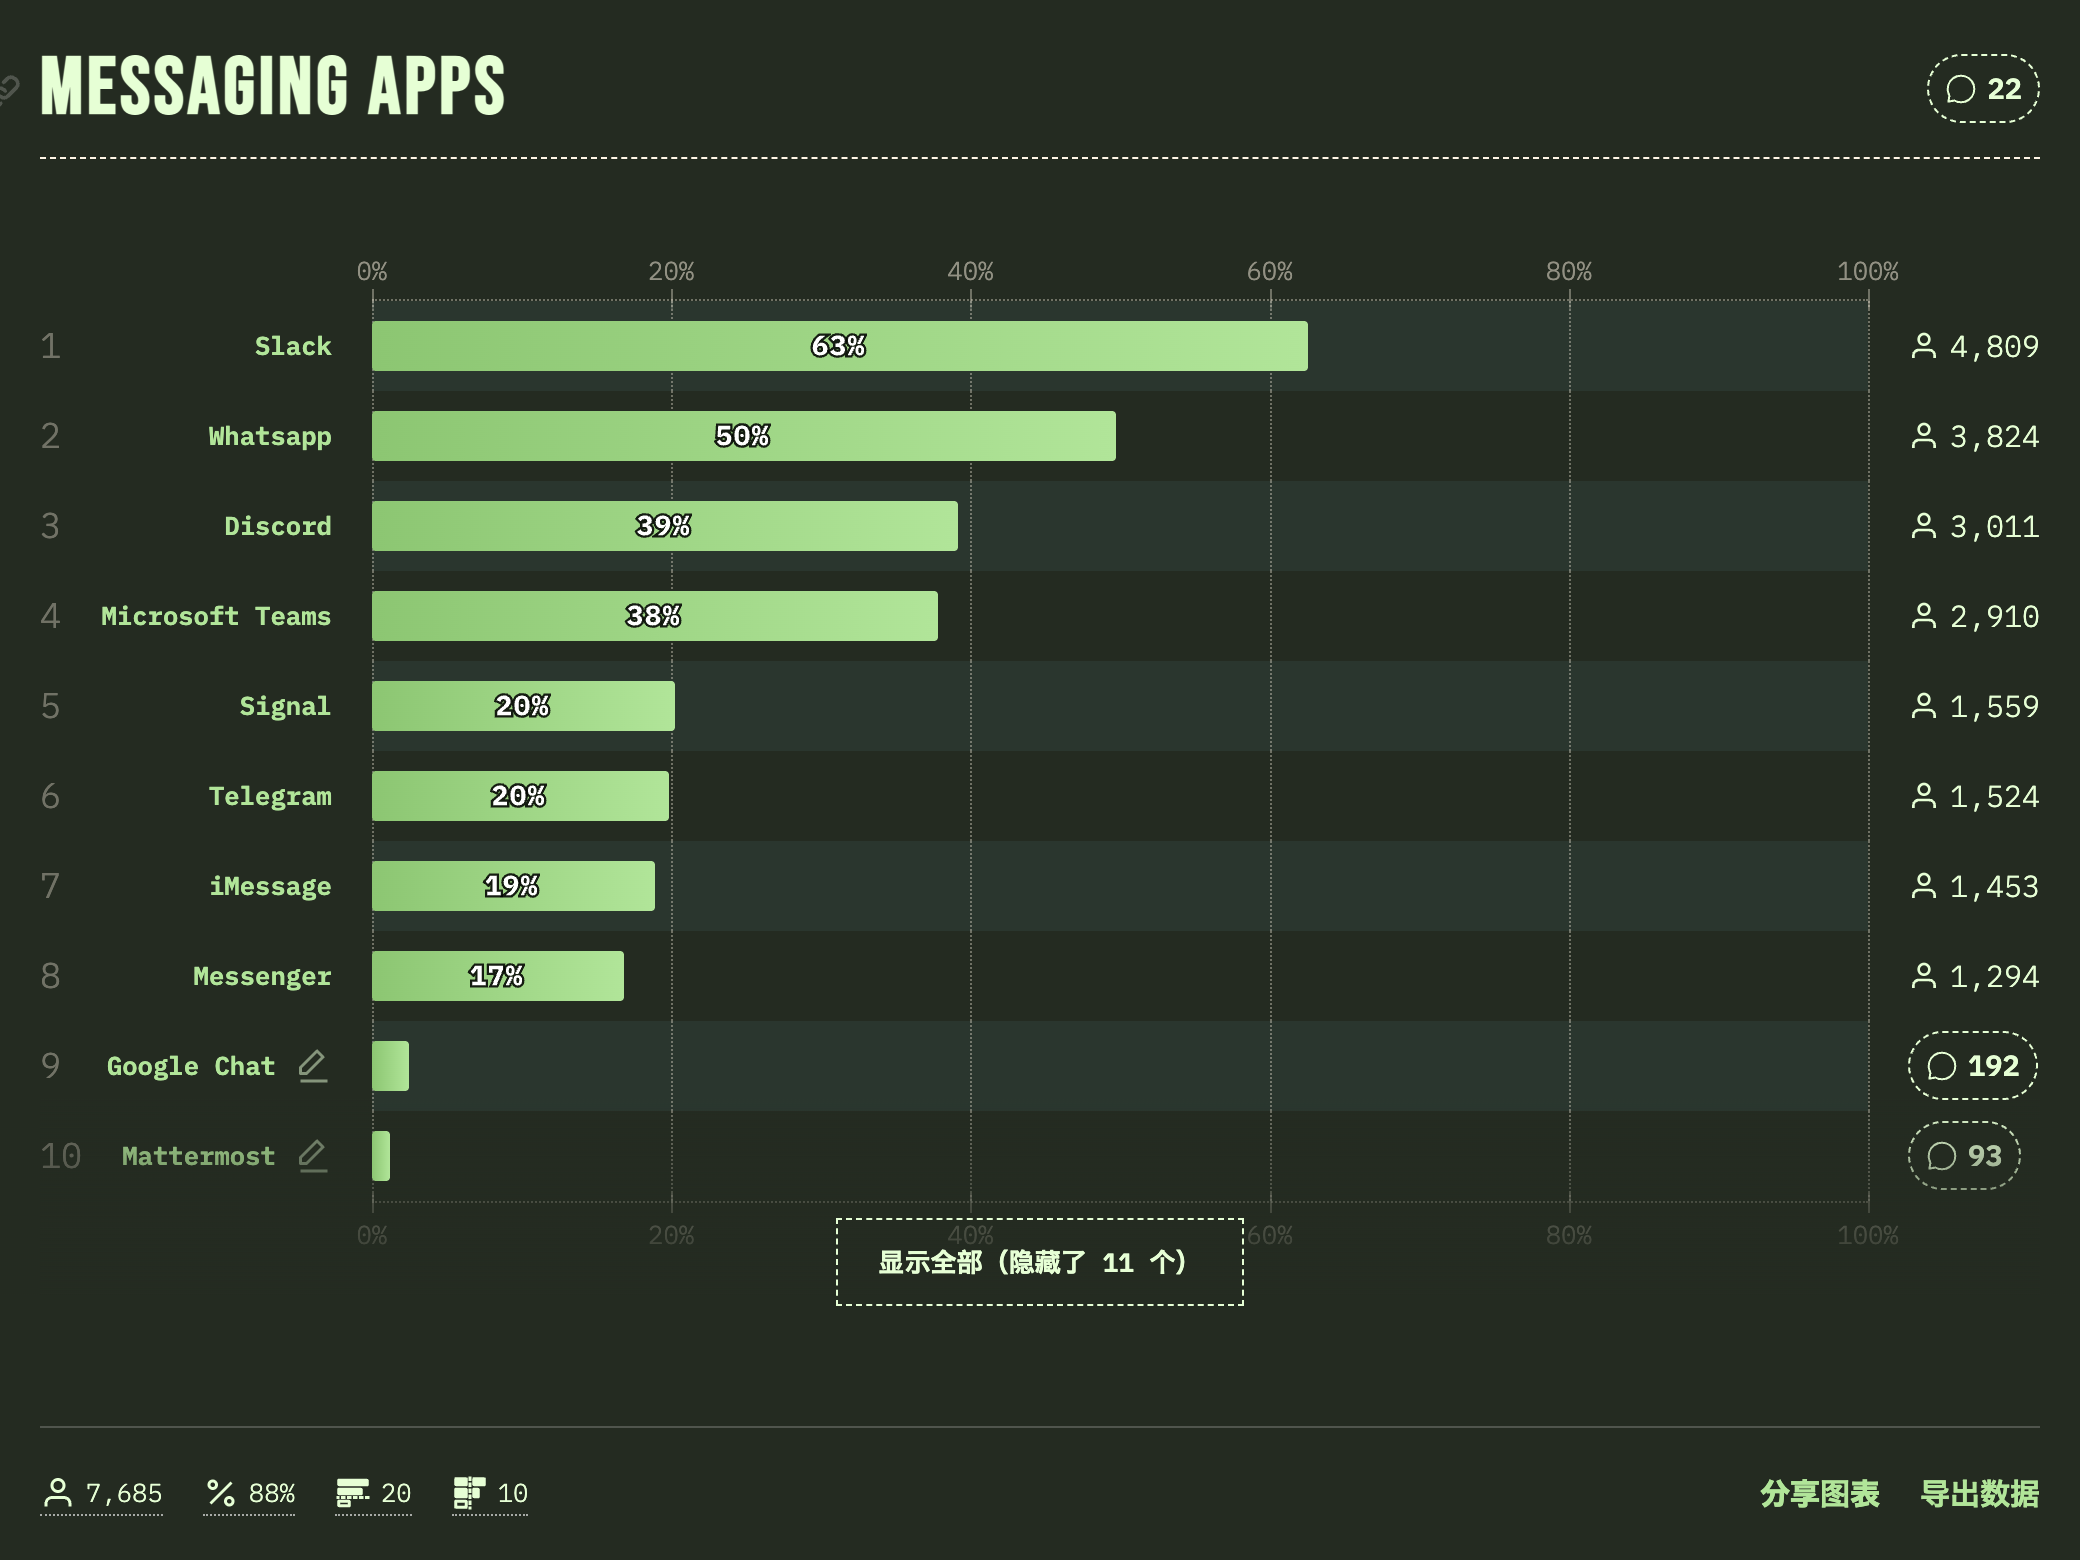 MESSAGING APPS
22
0% 20% 40% 60% 80% 100%
1 Slack 63% 4,809
2 Whatsapp 50% 3,824
3 Discord 39% 3,011
4 Microsoft Teams 38% 2,910
5 Signal 20% 1,559
6 Telegram 20% 1,524
7 iMessage 19% 1,453
8 Messenger 17% 1,294
9 Google Chat 192
10 Mattermost 93
0% 20% 40% 60% 80% 100%
显示全部（隐藏了 11 个）
7,685 88% 20 10 分享图表 导出数据